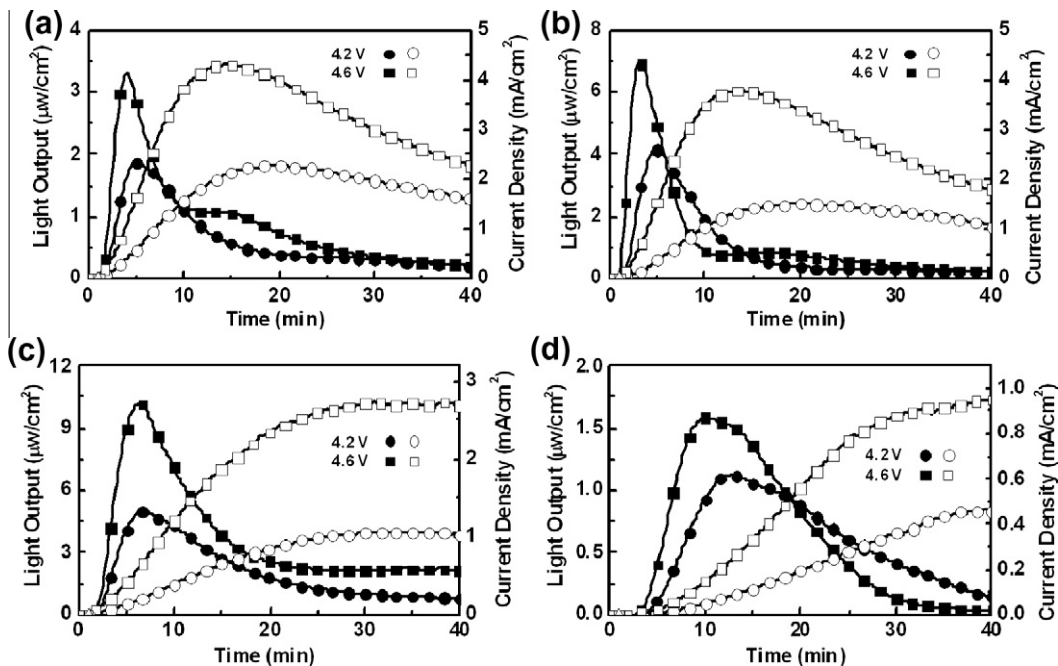 (a)
Light Output (μw/cm²)
4
3
2
1
0
0 10 20 30 40
Time (min)
5
4
3
2
1
0
Current Density (mA/cm²)
4.2 V
4.6 V
(b)
Light Output (μw/cm²)
8
6
4
2
0
0 10 20 30 40
Time (min)
5
4
3
2
1
0
Current Density (mA/cm²)
4.2 V
4.6 V
(c)
Light Output (μw/cm²)
12
9
6
3
0
0 10 20 30 40
Time (min)
3
2
1
0
Current Density (mA/cm²)
4.2 V
4.6 V
(d)
Light Output (μw/cm²)
2.0
1.5
1.0
0.5
0.0
0 10 20 30 40
Time (min)
1.0
0.8
0.6
0.4
0.2
0.0
Current Density (mA/cm²)
4.2 V
4.6 V